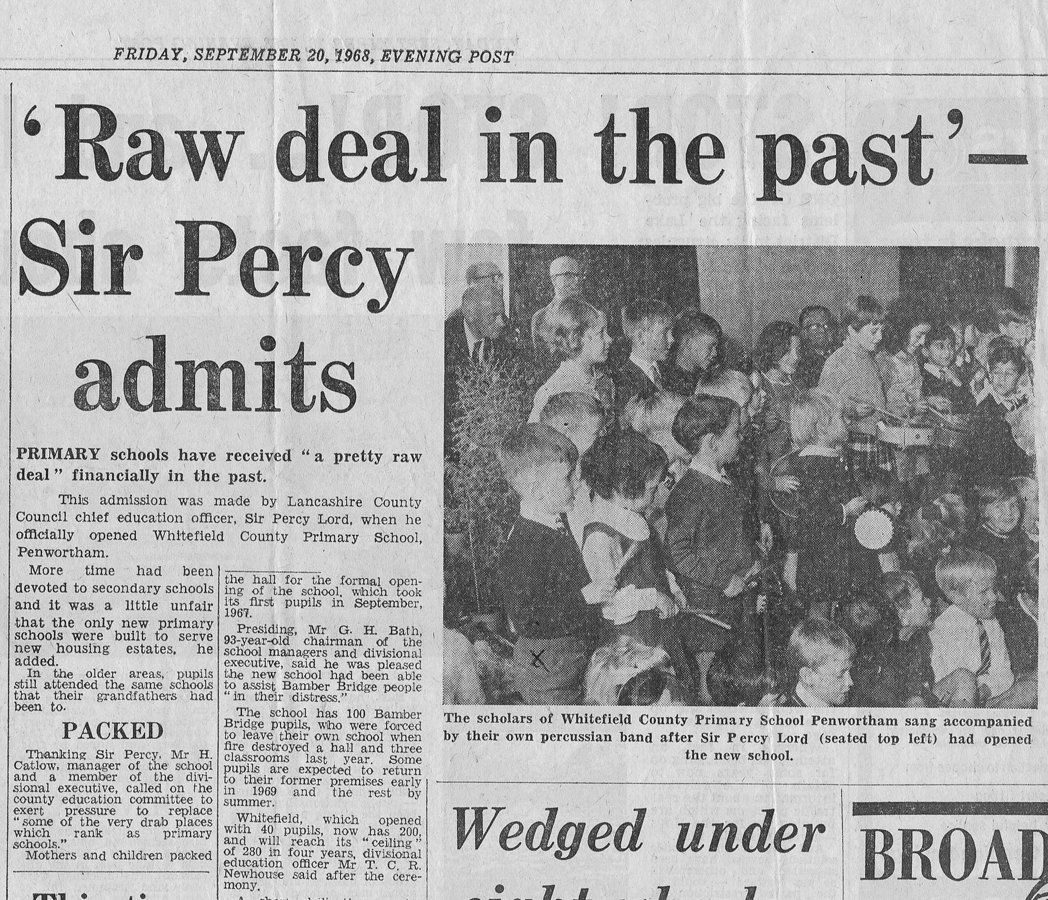 FRIDAY, SEPTEMBER 20, 1968, EVENING POST
‘Raw deal in the past’—
Sir Percy
admits
PRIMARY schools have received “a pretty raw
deal” financially in the past.
This admission was made by Lancashire County
Council chief education officer, Sir Percy Lord, when he
officially opened Whitefield County Primary School,
Penwortham.
More time had been
devoted to secondary schools
and it was a little unfair
that the only new primary
schools were built to serve
new housing estates, he
added.
In the older areas, pupils
still attended the same schools
that their grandfathers had
been to.
PACKED
Thanking Sir Percy, Mr H.
Catlow, manager of the school
and a member of the divi-
sional executive, called on the
county education committee to
exert pressure to replace
“some of the very drab places
which rank as primary
schools.”
Mothers and children packed
the hall for the formal open-
ing of the school, which took
its first pupils in September,
1967.
Presiding, Mr G. H. Bath,
93-year-old chairman of the
school managers and divisional
executive, said he was pleased
the new school had been able
to assist Bamber Bridge people
“in their distress.”
The school has 100 Bamber
Bridge pupils, who were forced
to leave their own school when
fire destroyed a hall and three
classrooms last year. Some
pupils are expected to return
to their former premises early
in 1969 and the rest by
summer.
Whitefield, which opened
with 40 pupils, now has 200,
and will reach its “ceiling”
of 280 in four years, divisional
education officer Mr T. C. R.
Newhouse said after the cere-
mony.
The scholars of Whitefield County Primary School Penwortham sang accompanied
by their own percussian band after Sir Percy Lord (seated top left) had opened
the new school.
Wedged under
BROAD